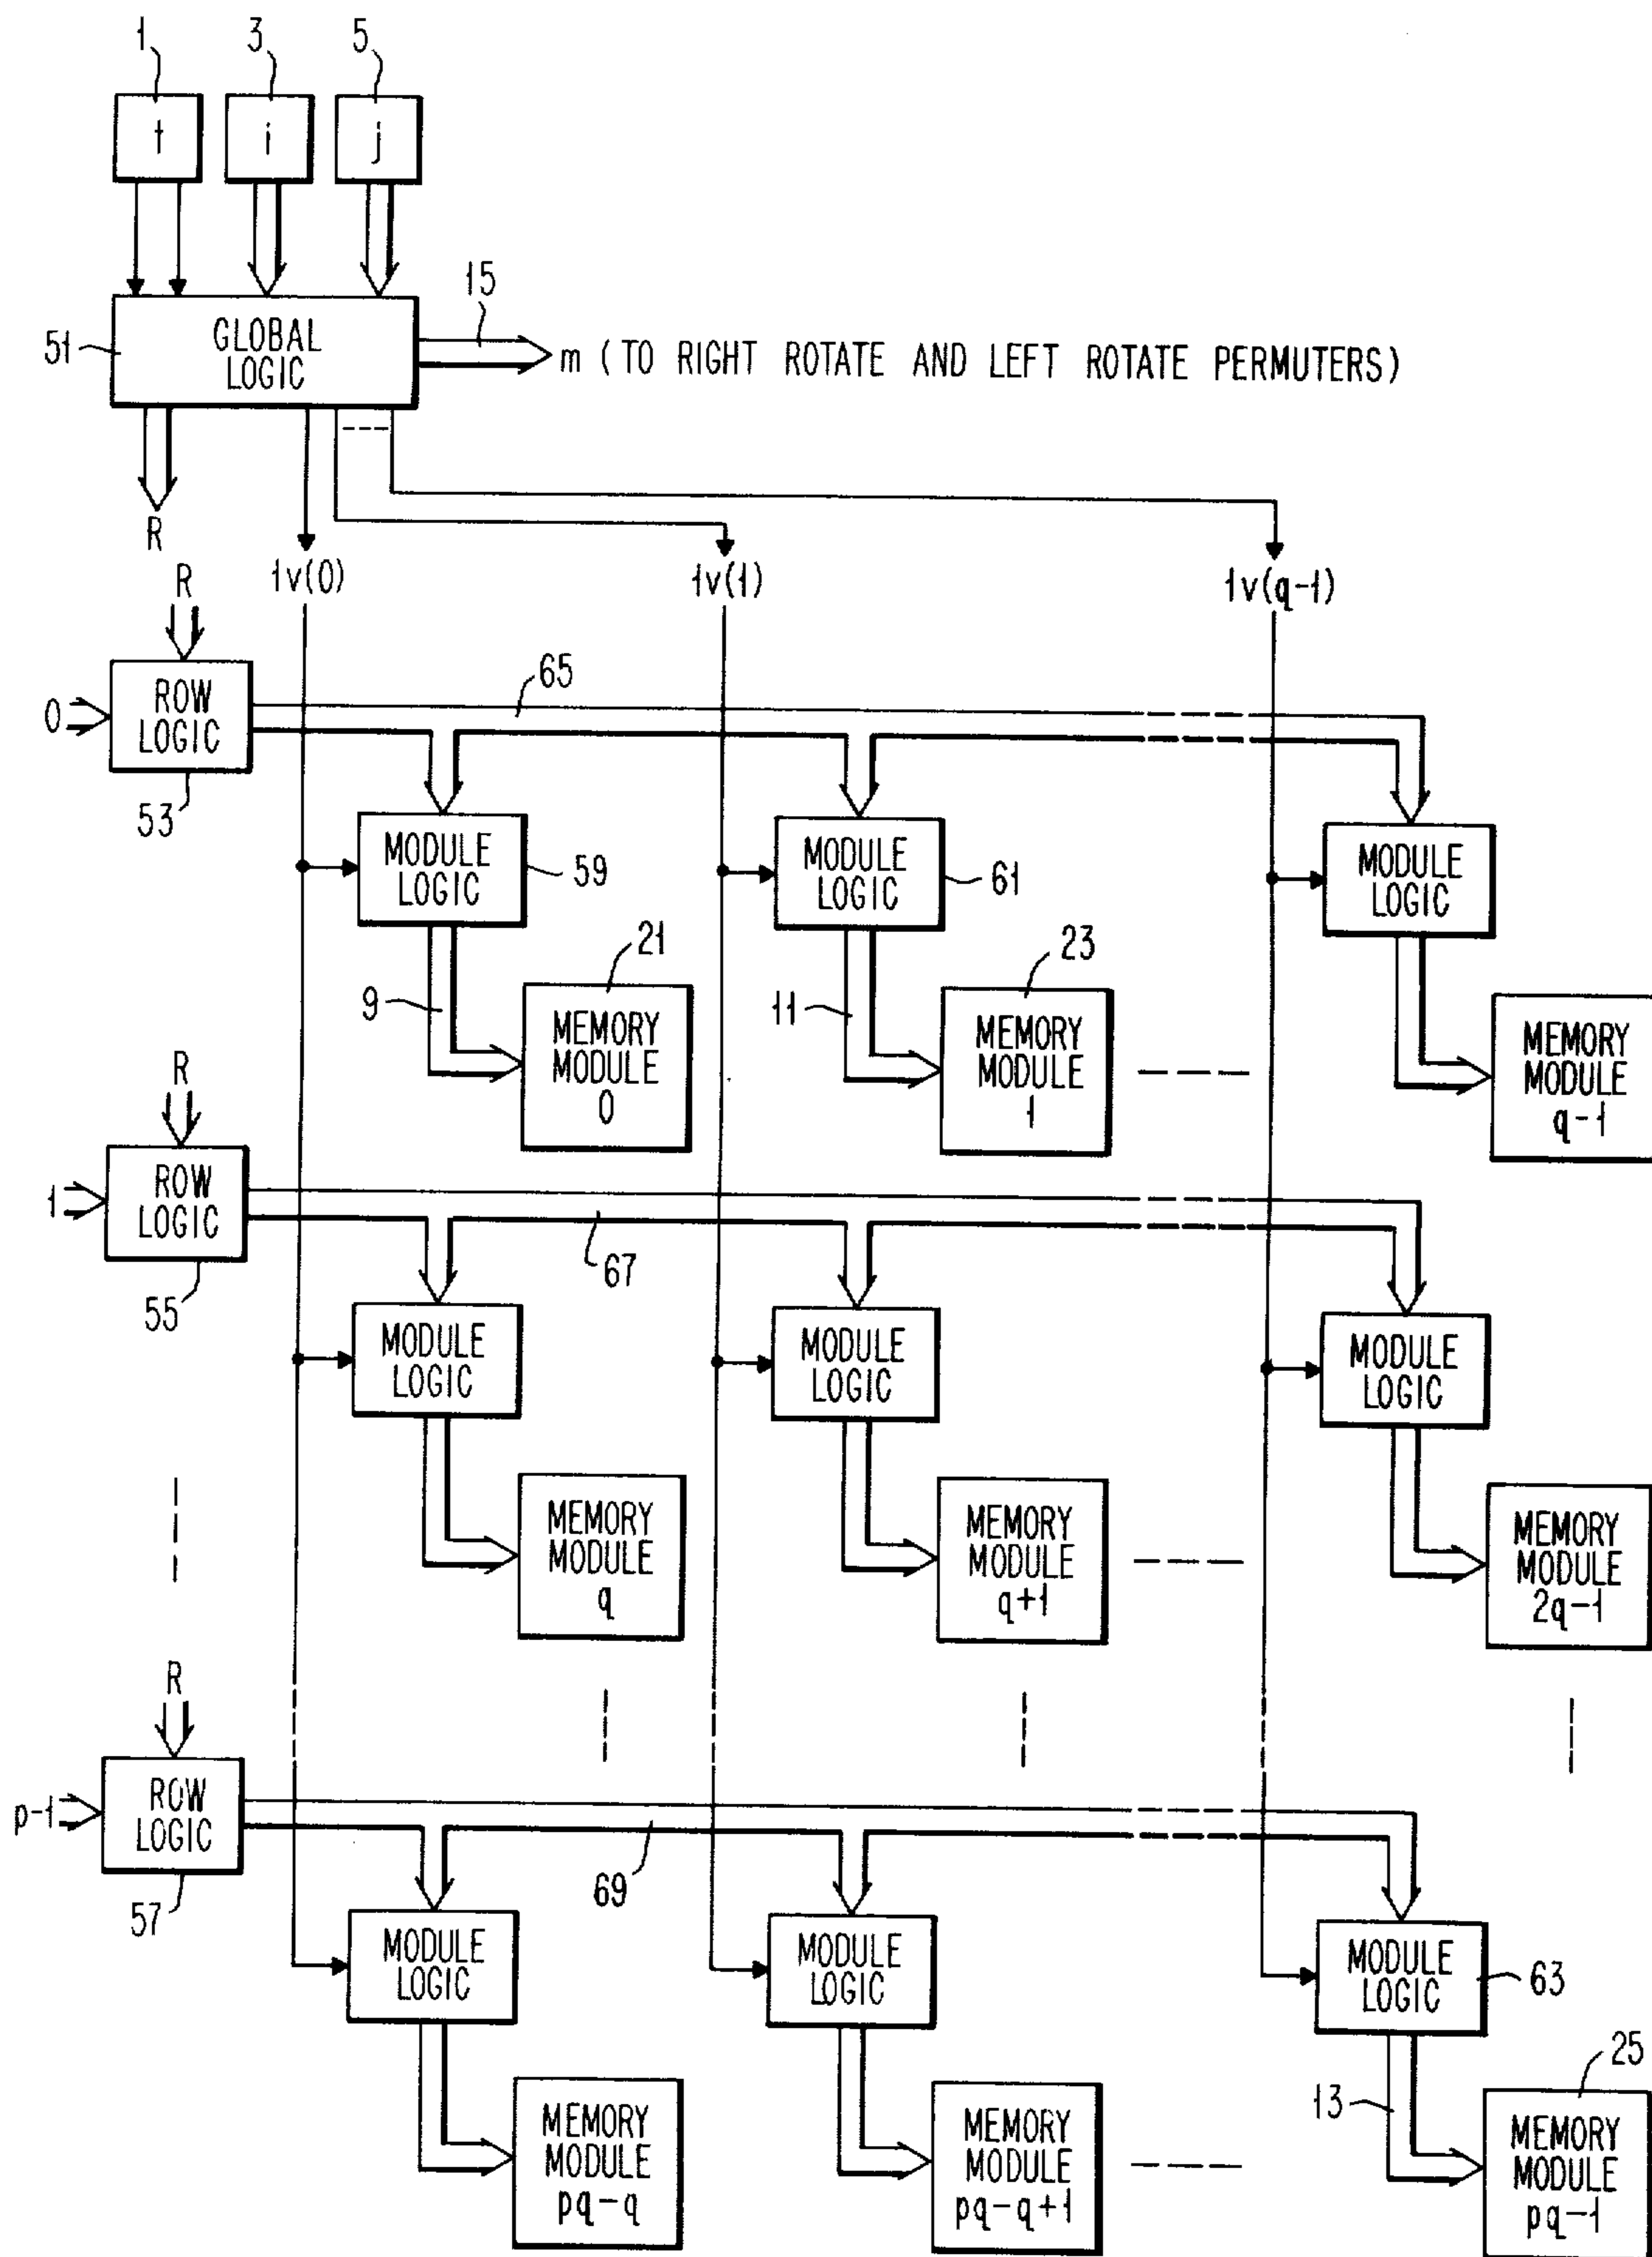 1 3 5
t i j
15
51
GLOBAL
LOGIC
m (TO RIGHT ROTATE AND LEFT ROTATE PERMUTERS)
R
1v(0) 1v(1) 1v(q-1)
R
0
ROW
LOGIC
53
65
MODULE
LOGIC
59
MODULE
LOGIC
61
MODULE
LOGIC
9
21
MEMORY
MODULE
0
11
23
MEMORY
MODULE
1
MEMORY
MODULE
q-1
R
1
ROW
LOGIC
55
67
MODULE
LOGIC
MODULE
LOGIC
MODULE
LOGIC
MEMORY
MODULE
q
MEMORY
MODULE
q+1
MEMORY
MODULE
2q-1
R
p-1
ROW
LOGIC
57
69
MODULE
LOGIC
MODULE
LOGIC
MODULE
LOGIC
63
MEMORY
MODULE
pq-q
MEMORY
MODULE
pq-q+1
13
25
MEMORY
MODULE
pq-1